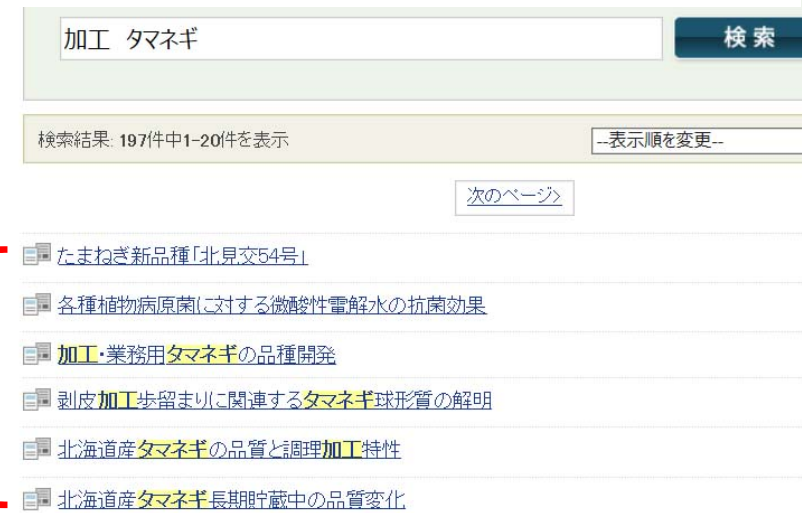 加工 タマネギ
検索
検索結果: 197件中1-20件を表示
--表示順を変更--
次のページ>
たまねぎ新品種「北見交54号」
各種植物病原菌に対する微酸性電解水の抗菌効果
加工・業務用タマネギの品種開発
剥皮加工歩留まりに関連するタマネギ球形質の解明
北海道産タマネギの品質と調理加工特性
北海道産タマネギ長期貯蔵中の品質変化